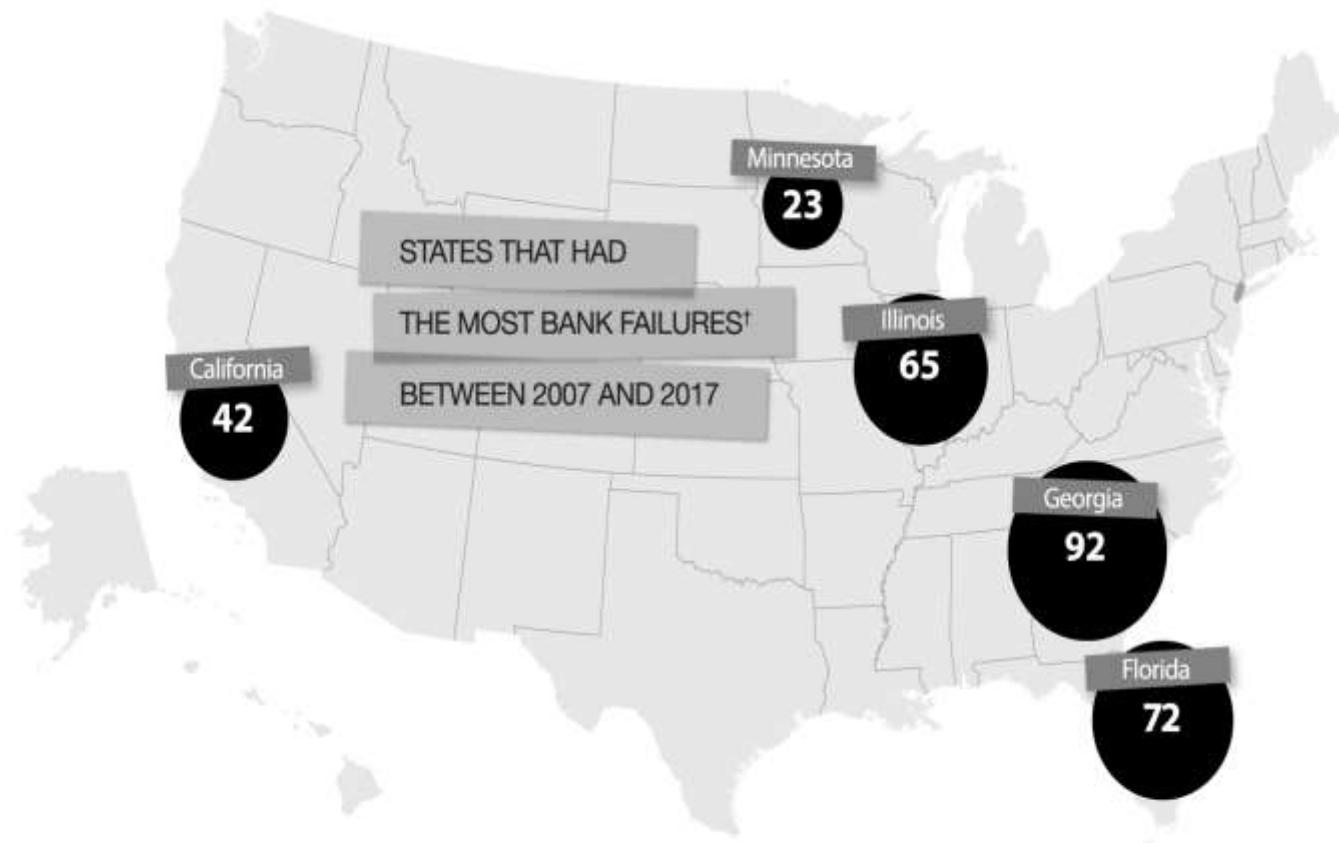 Minnesota
23
STATES THAT HAD
THE MOST BANK FAILURES†
BETWEEN 2007 AND 2017
Illinois
65
California
42
Georgia
92
Florida
72